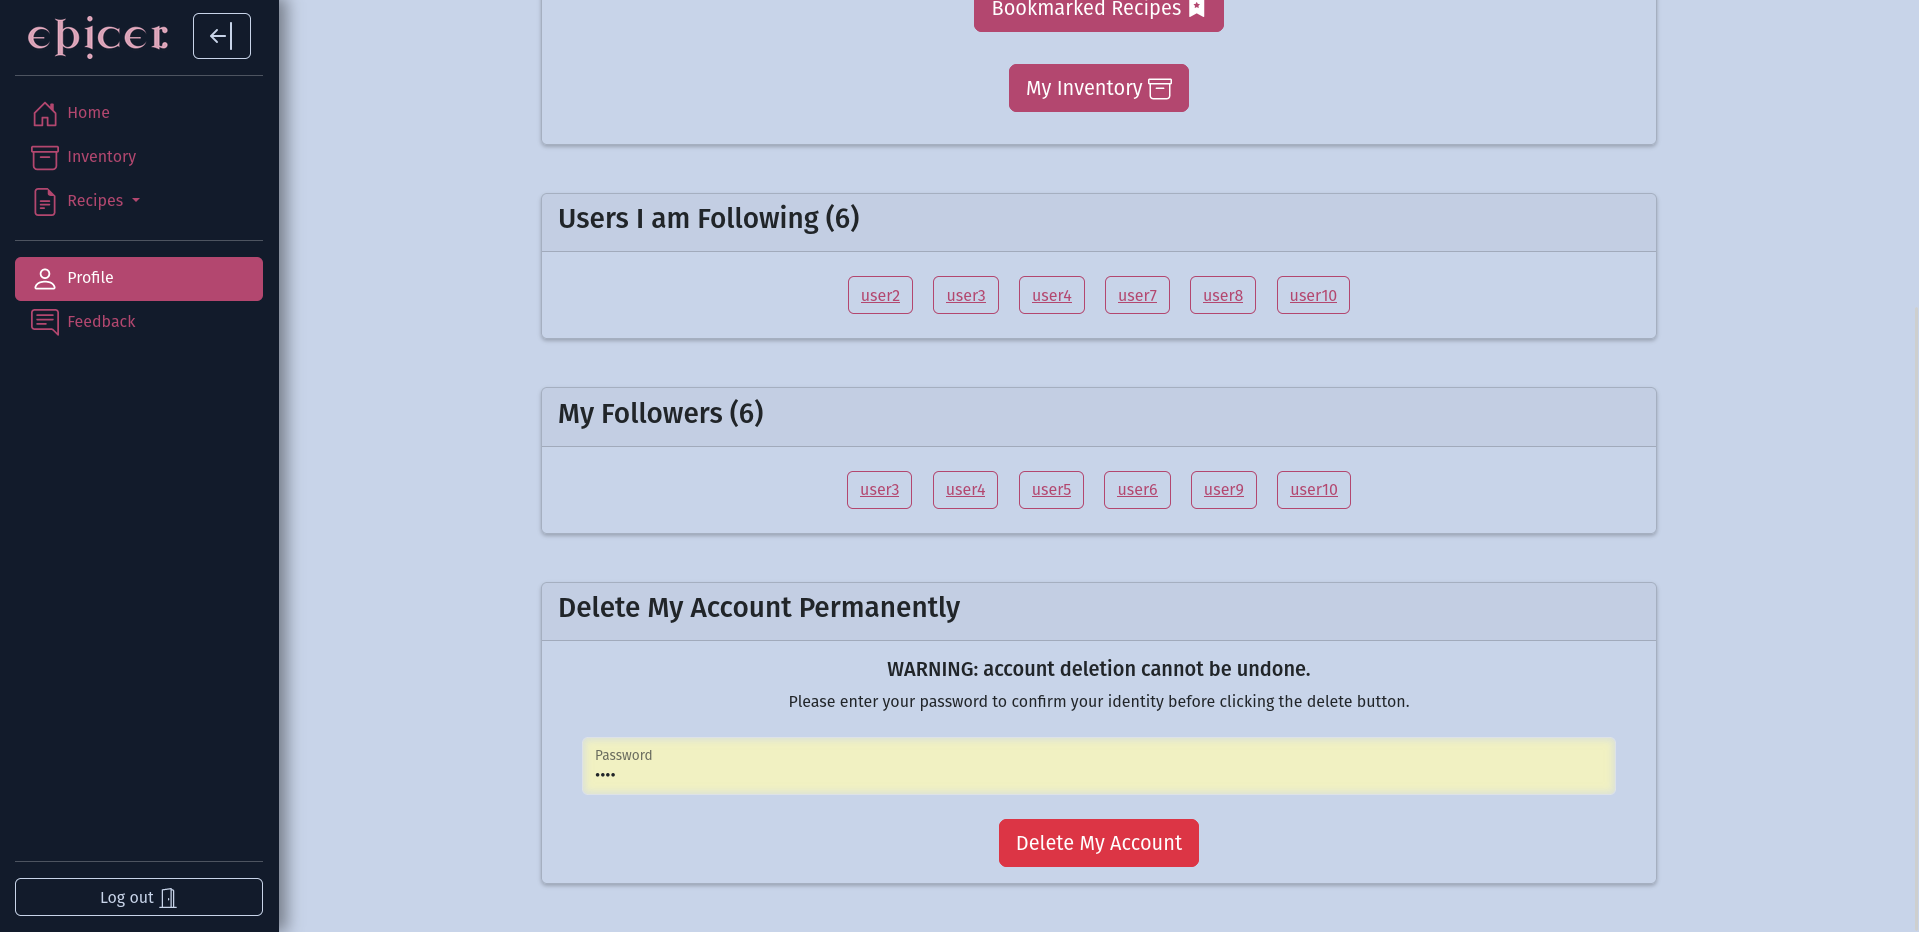 epicer
Home
Inventory
Recipes
Profile
Feedback
Log out
Bookmarked Recipes
My Inventory
Users I am Following (6)
user2 user3 user4 user7 user8 user10
My Followers (6)
user3 user4 user5 user6 user9 user10
Delete My Account Permanently
WARNING: account deletion cannot be undone.
Please enter your password to confirm your identity before clicking the delete button.
Password
••••
Delete My Account